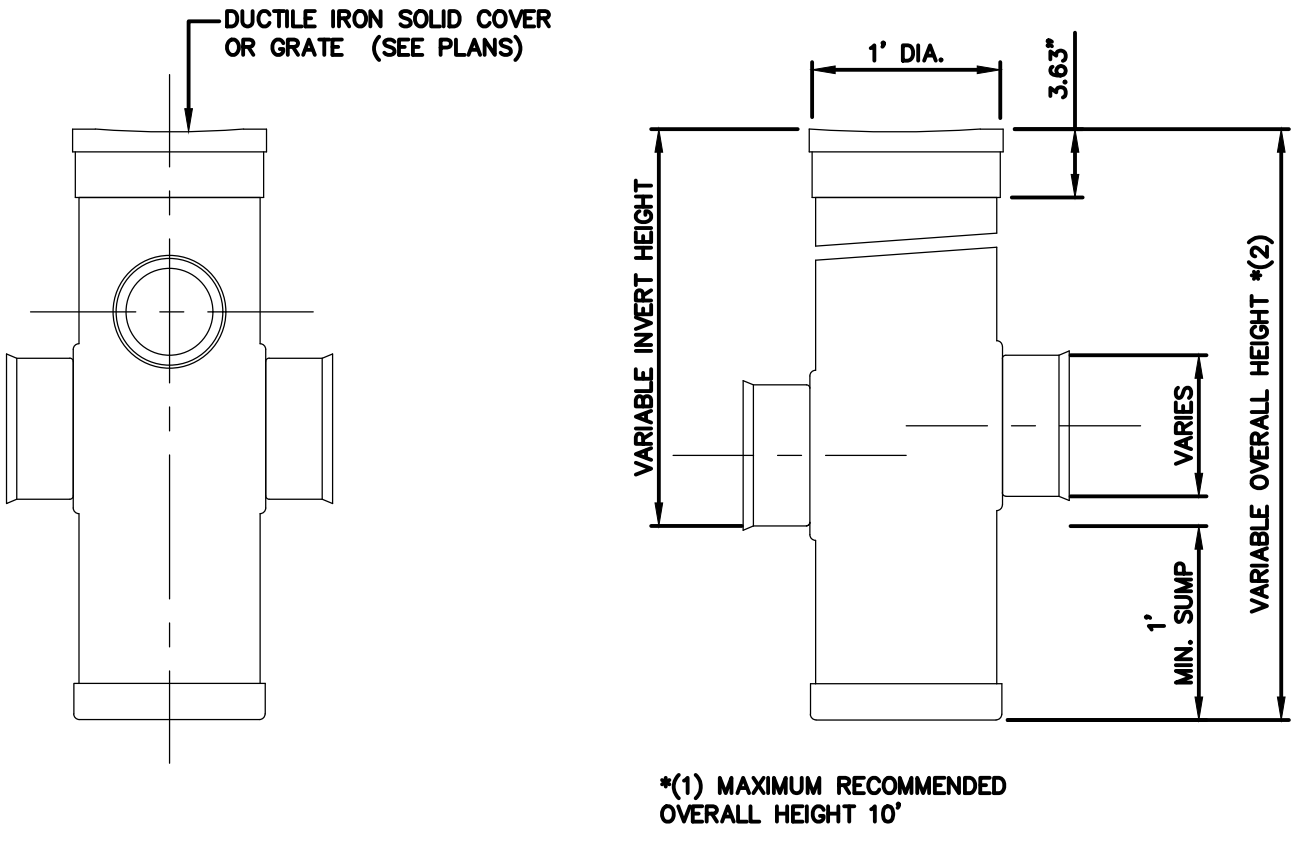 DUCTILE IRON SOLID COVER
OR GRATE (SEE PLANS)
1' DIA.
3.63"
VARIABLE INVERT HEIGHT
VARIES
1'
MIN. SUMP
VARIABLE OVERALL HEIGHT *(2)
*(1) MAXIMUM RECOMMENDED
OVERALL HEIGHT 10'